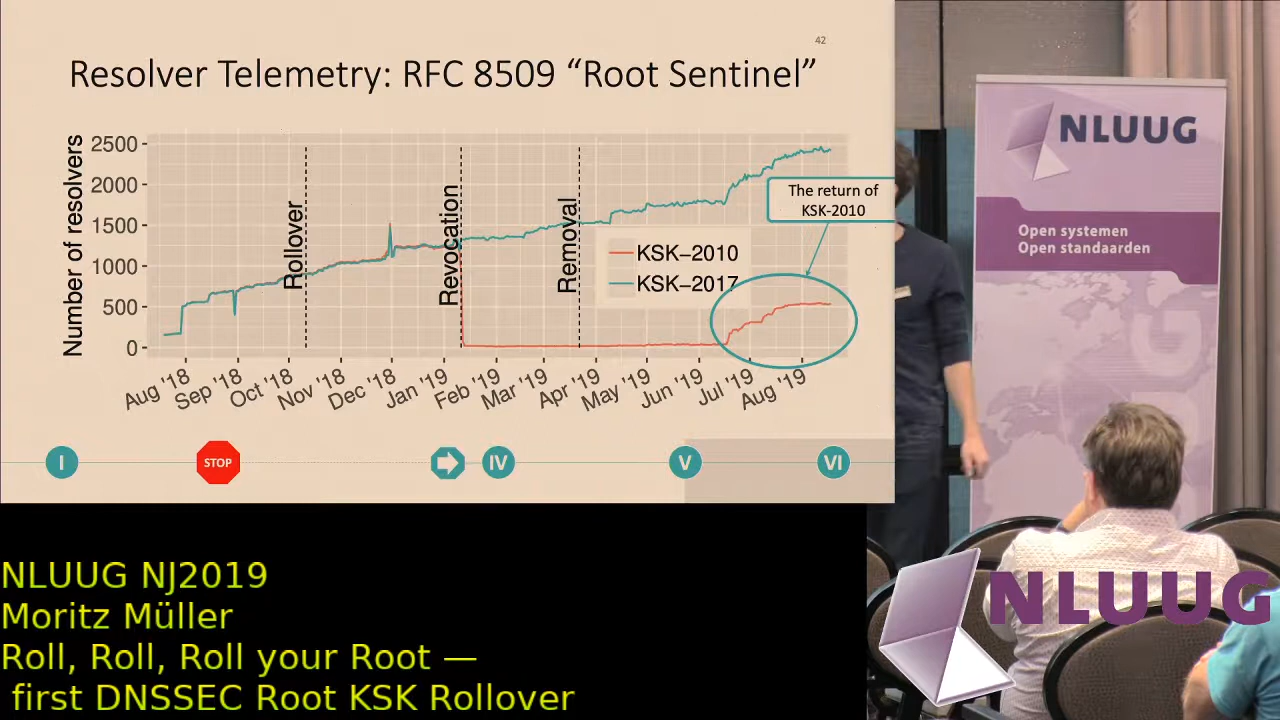 42
Resolver Telemetry: RFC 8509 “Root Sentinel”
Number of resolvers
2500
2000
1500
1000
500
0
Rollover
Revocation
Removal
KSK−2010
KSK−2017
The return of
KSK-2010
Aug '18
Sep '18
Oct '18
Nov '18
Dec '18
Jan '19
Feb '19
Mar '19
Apr '19
May '19
Jun '19
Jul '19
Aug '19
I
STOP
IV
V
VI
NLUUG
Open systemen
Open standaarden
NLUUG NJ2019
Moritz Müller
Roll, Roll, Roll your Root —
first DNSSEC Root KSK Rollover
NLUUG